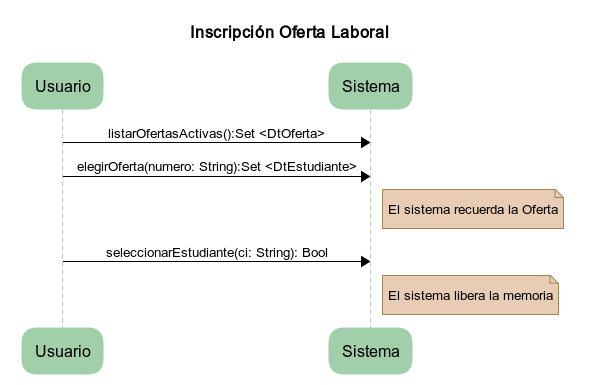 Inscripción Oferta Laboral
Usuario
Sistema
listarOfertasActivas():Set <DtOferta>
elegirOferta(numero: String):Set <DtEstudiante>
El sistema recuerda la Oferta
seleccionarEstudiante(ci: String): Bool
El sistema libera la memoria
Usuario
Sistema